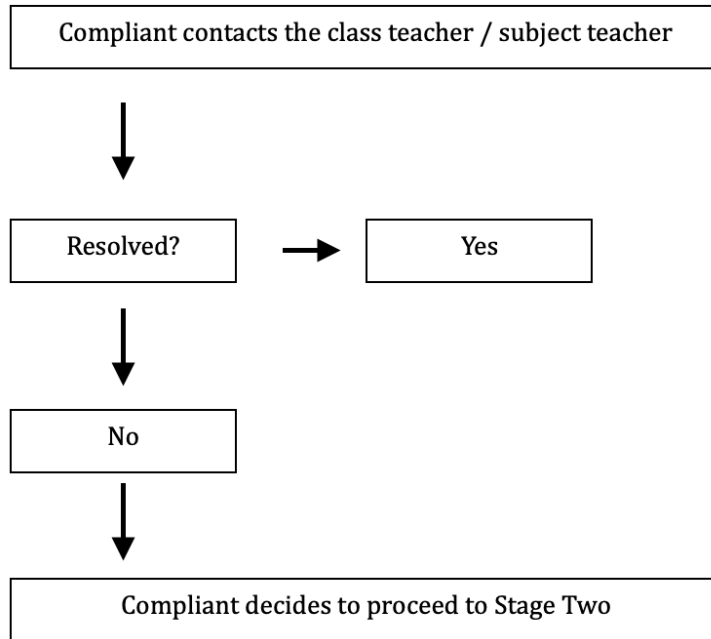 Compliant contacts the class teacher / subject teacher
Resolved?
Yes
No
Compliant decides to proceed to Stage Two